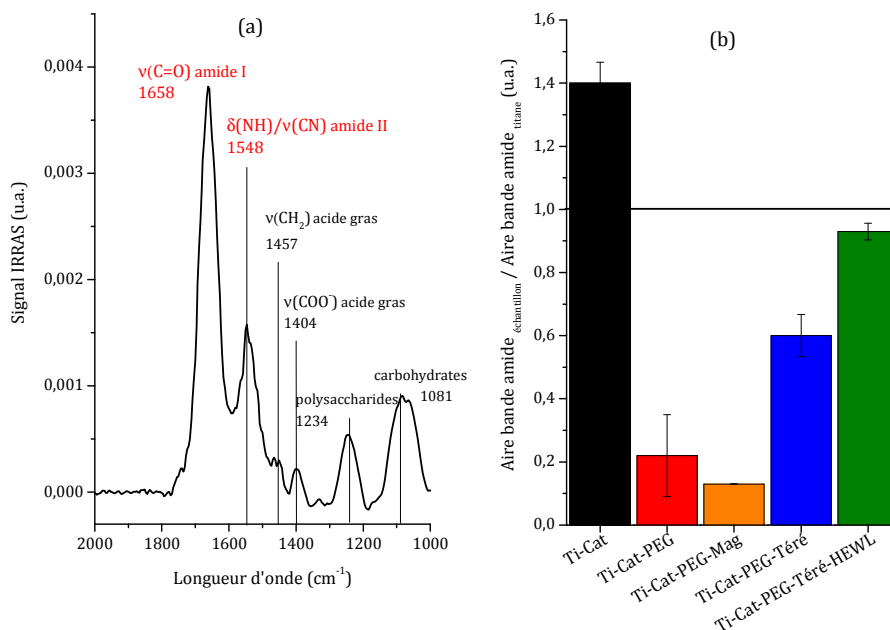 (a)
0,004
0,003
0,002
0,001
0,000
Signal IRRAS (u.a.)
ν(C=O) amide I
1658
δ(NH)/ν(CN) amide II
1548
ν(CH₂) acide gras
1457
ν(COO⁻) acide gras
1404
polysaccharides
1234
carbohydrates
1081
2000 1800 1600 1400 1200 1000
Longueur d'onde (cm⁻¹)
(b)
1,6
1,4
1,2
1,0
0,8
0,6
0,4
0,2
0,0
Aire bande amide échantillon / Aire bande amide titane (u.a.)
Ti-Cat
Ti-Cat-PEG
Ti-Cat-PEG-Mag
Ti-Cat-PEG-Téré
Ti-Cat-PEG-Téré-HEWL